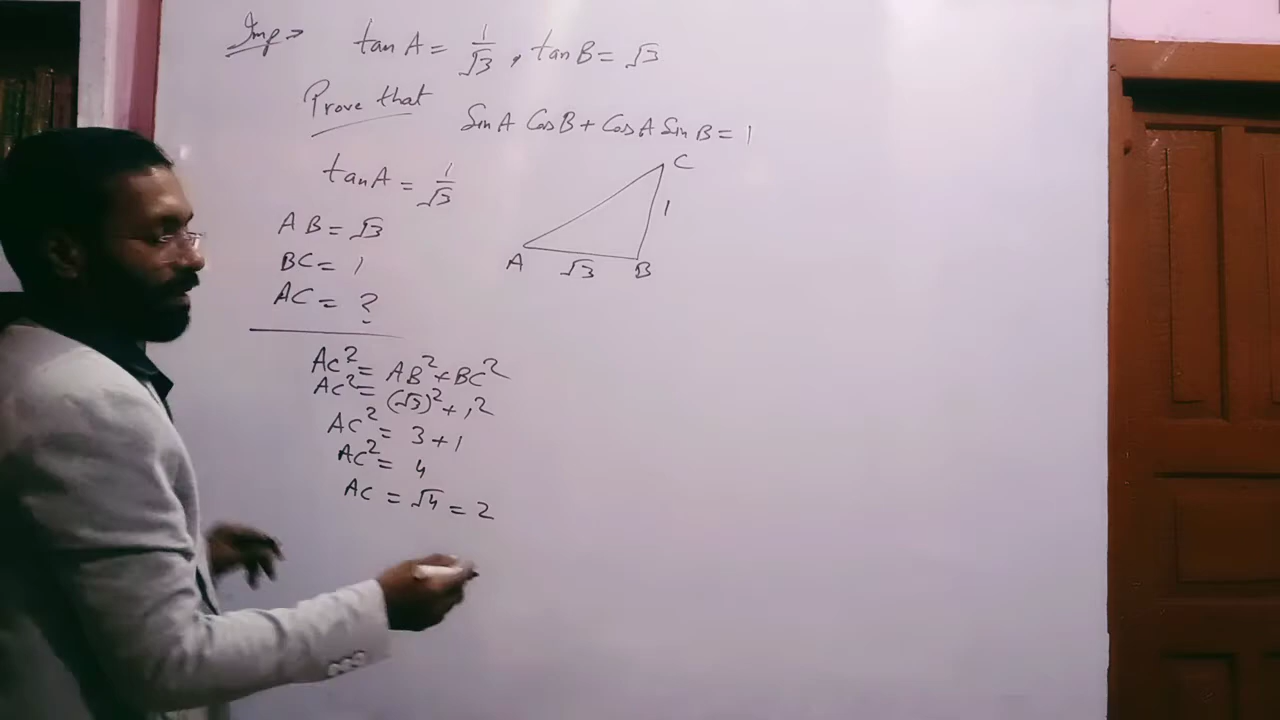 Imp ⇒ tan A = 1/√3 , tan B = √3
Prove that
Sin A Cos B + Cos A Sin B = 1
tan A = 1/√3
AB = √3
BC = 1
AC = ?
C
1
A √3 B
AC² = AB² + BC²
AC² = (√3)² + 1²
AC² = 3 + 1
AC² = 4
AC = √4 = 2